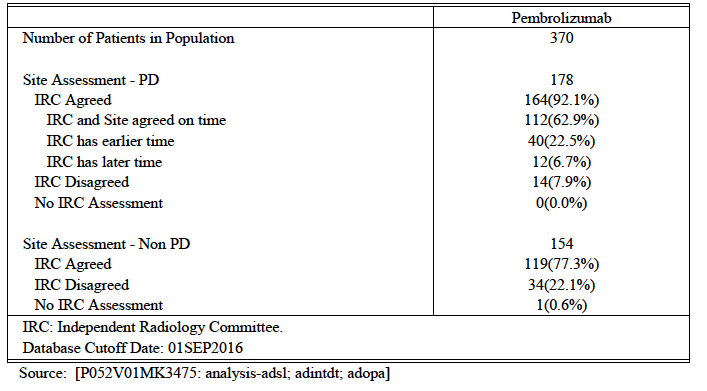 Pembrolizumab
Number of Patients in Population 370
Site Assessment - PD 178
IRC Agreed 164(92.1%)
IRC and Site agreed on time 112(62.9%)
IRC has earlier time 40(22.5%)
IRC has later time 12(6.7%)
IRC Disagreed 14(7.9%)
No IRC Assessment 0(0.0%)
Site Assessment - Non PD 154
IRC Agreed 119(77.3%)
IRC Disagreed 34(22.1%)
No IRC Assessment 1(0.6%)
IRC: Independent Radiology Committee.
Database Cutoff Date: 01SEP2016
Source: [P052V01MK3475: analysis-adsl; adintdt; adopa]